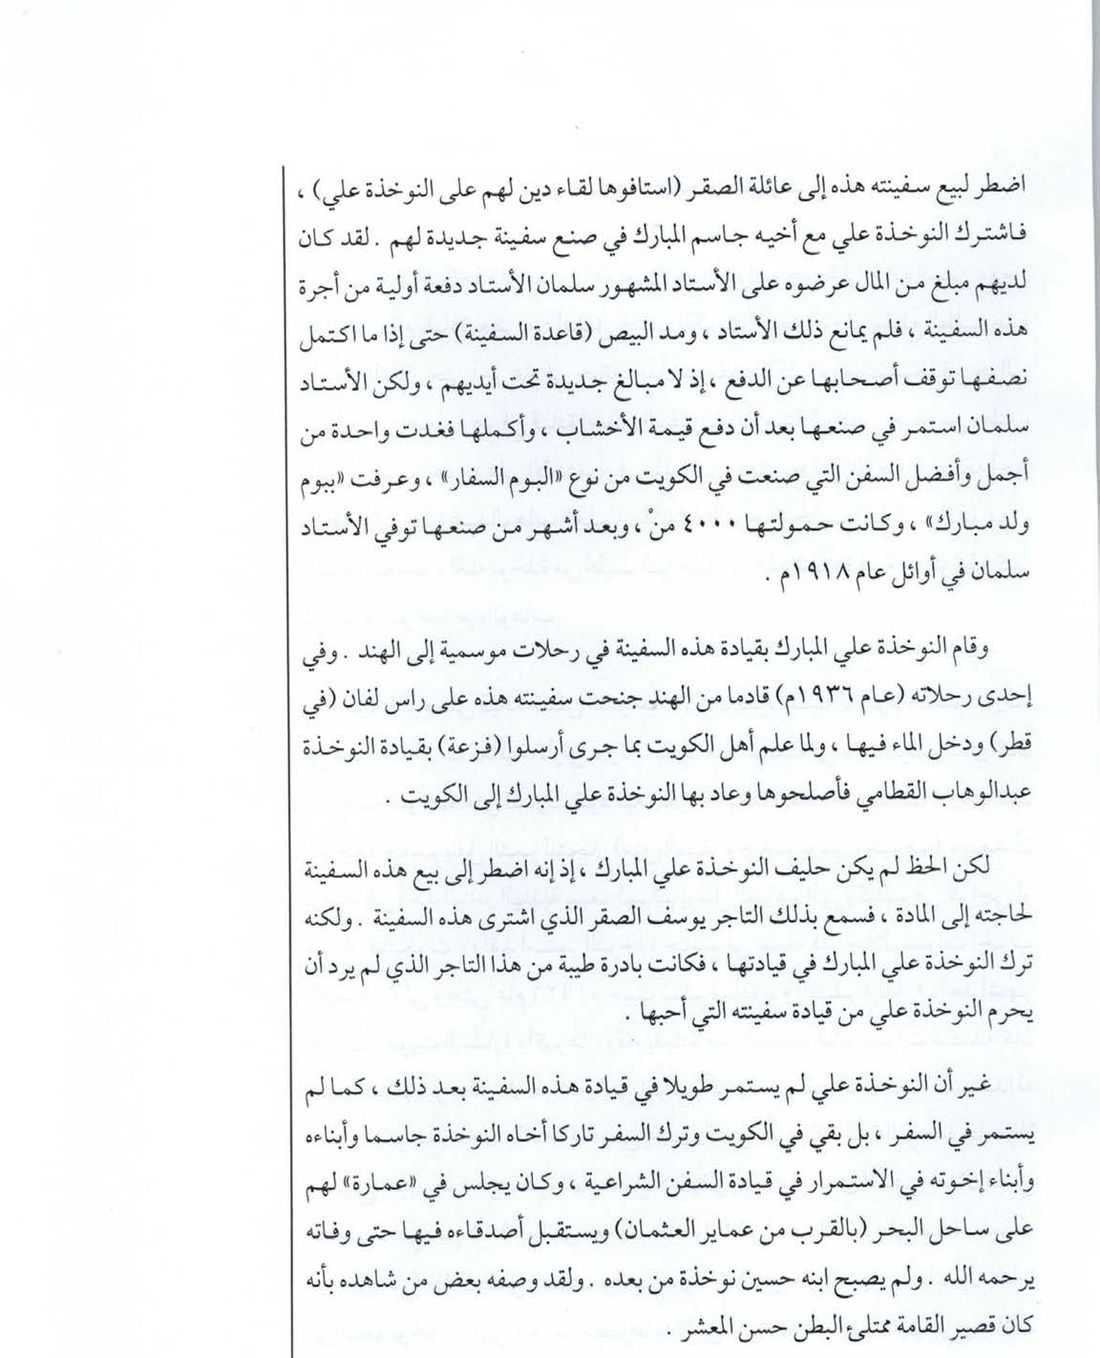 اضطر لبيع سفينته هذه إلى عائلة الصقر (استافوها لقاء دين لهم على النوخذة علي) ،
فاشترك النوخذة علي مع أخيه جاسم المبارك في صنع سفينة جديدة لهم . لقد كان
لديهم مبلغ من المال عرضوه على الأستاد المشهور سلمان الأستاد دفعة أولية من أجرة
هذه السفينة ، فلم يمانع ذلك الأستاد ، ومد البيص (قاعدة السفينة) حتى إذا ما اكتمل
نصفها توقف أصحابها عن الدفع ، إذ لا مبالغ جديدة تحت أيديهم ، ولكن الأستاد
سلمان استمر في صنعها بعد أن دفع قيمة الأخشاب ، وأكملها فغدت واحدة من
أجمل وأفضل السفن التي صنعت في الكويت من نوع «البوم السفار» ، وعرفت «ببوم
ولد مبارك» ، وكانت حمولتها ٤٠٠٠ منْ ، وبعد أشهر من صنعها توفي الأستاد
سلمان في أوائل عام ١٩١٨م .
وقام النوخذة علي المبارك بقيادة هذه السفينة في رحلات موسمية إلى الهند . وفي
إحدى رحلاته (عام ١٩٣٦م) قادما من الهند جنحت سفينته هذه على راس لفان (في
قطر) ودخل الماء فيها ، ولما علم أهل الكويت بما جرى أرسلوا (فزعة) بقيادة النوخذة
عبدالوهاب القطامي فأصلحوها وعاد بها النوخذة علي المبارك إلى الكويت .
لكن الحظ لم يكن حليف النوخذة علي المبارك ، إذ إنه اضطر إلى بيع هذه السفينة
لحاجته إلى المادة ، فسمع بذلك التاجر يوسف الصقر الذي اشترى هذه السفينة . ولكنه
ترك النوخذة علي المبارك في قيادتها ، فكانت بادرة طيبة من هذا التاجر الذي لم يرد أن
يحرم النوخذة علي من قيادة سفينته التي أحبها .
غير أن النوخذة علي لم يستمر طويلا في قيادة هذه السفينة بعد ذلك ، كما لم
يستمر في السفر ، بل بقي في الكويت وترك السفر تاركا أخاه النوخذة جاسما وأبناءه
وأبناء إخوته في الاستمرار في قيادة السفن الشراعية ، وكان يجلس في «عمارة» لهم
على ساحل البحر (بالقرب من عماير العثمان) ويستقبل أصدقاءه فيها حتى وفاته
يرحمه الله . ولم يصبح ابنه حسين نوخذة من بعده . ولقد وصفه بعض من شاهده بأنه
كان قصير القامة ممتلئ البطن حسن المعشر .